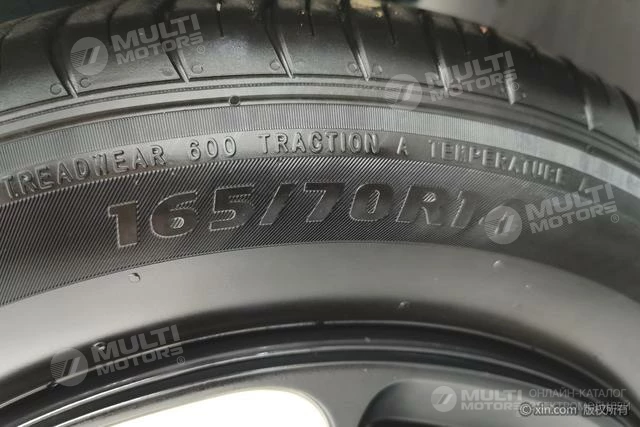 MULTI
MOTORS
MULTI
MOTORS
TREADWEAR 600 TRACTION A TEMPERATURE A
165/70R14
MULTI
MOTORS
MULTI
MOTORS
MULTI
MOTORS
ОНЛАЙН-КАТАЛОГ
© xin.com 版权所有